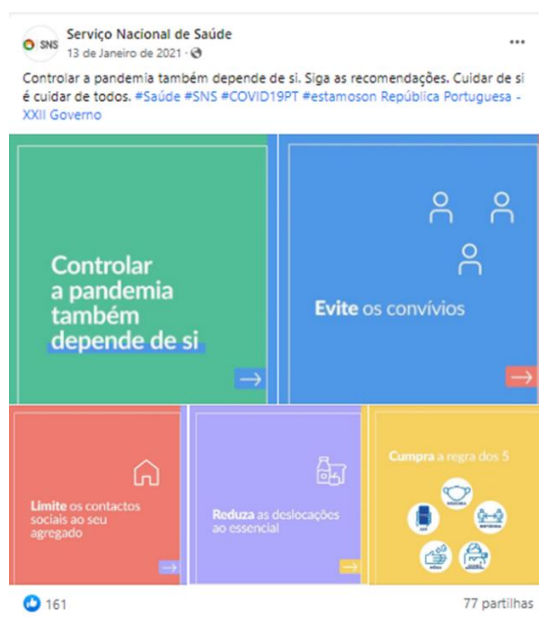 SNS
Serviço Nacional de Saúde
13 de Janeiro de 2021 ·
Controlar a pandemia também depende de si. Siga as recomendações. Cuidar de si
é cuidar de todos. #Saúde #SNS #COVID19PT #estamoson República Portuguesa -
XXII Governo
Controlar
a pandemia
também
depende de si
Evite os convívios
Limite os contactos
sociais ao seu
agregado
Reduza as deslocações
ao essencial
Cumpra a regra dos 5
161
77 partilhas